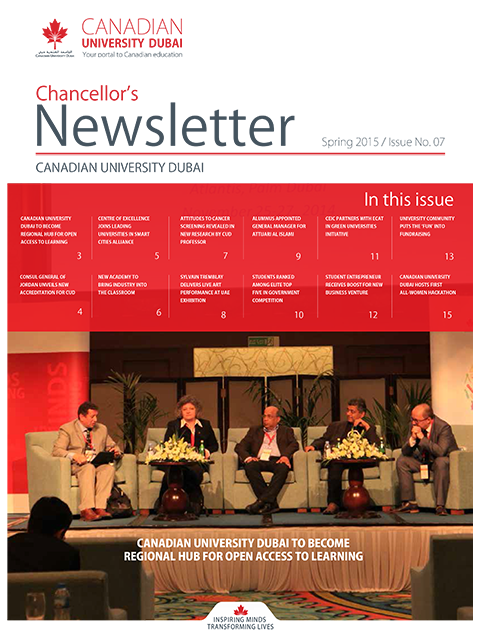 CANADIAN
UNIVERSITY DUBAI
Your portal to Canadian education
Chancellor's
Newsletter
Spring 2015 / Issue No. 07
CANADIAN UNIVERSITY DUBAI
In this issue
CANADIAN UNIVERSITY
DUBAI TO BECOME
REGIONAL HUB FOR OPEN
ACCESS TO LEARNING
3
CENTRE OF EXCELLENCE
JOINS LEADING
UNIVERSITIES IN SMART
CITIES ALLIANCE
5
ATTITUDES TO CANCER
SCREENING REVEALED IN
NEW RESEARCH BY CUD
PROFESSOR
7
ALUMNUS APPOINTED
GENERAL MANAGER FOR
ATTIJARI AL ISLAMI
9
CEIC PARTNERS WITH ECAT
IN GREEN UNIVERSITIES
INITIATIVE
11
UNIVERSITY COMMUNITY
PUTS THE 'FUN' INTO
FUNDRAISING
13
CONSUL GENERAL OF
JORDAN UNVEILS NEW
ACCREDITATION FOR CUD
4
NEW ACADEMY TO
BRING INDUSTRY INTO
THE CLASSROOM
6
SYLVAIN TREMBLAY
DELIVERS LIVE ART
PERFORMANCE AT UAE
EXHIBITION
8
STUDENTS RANKED
AMONG ELITE TOP
FIVE IN GOVERNMENT
COMPETITION
10
STUDENT ENTREPRENEUR
RECEIVES BOOST FOR NEW
BUSINESS VENTURE
12
CANADIAN UNIVERSITY
DUBAI HOSTS FIRST
ALL-WOMEN HACKATHON
15
MINDS
CANADIAN UNIVERSITY DUBAI TO BECOME
REGIONAL HUB FOR OPEN ACCESS TO LEARNING
INSPIRING MINDS
TRANSFORMING LIVES